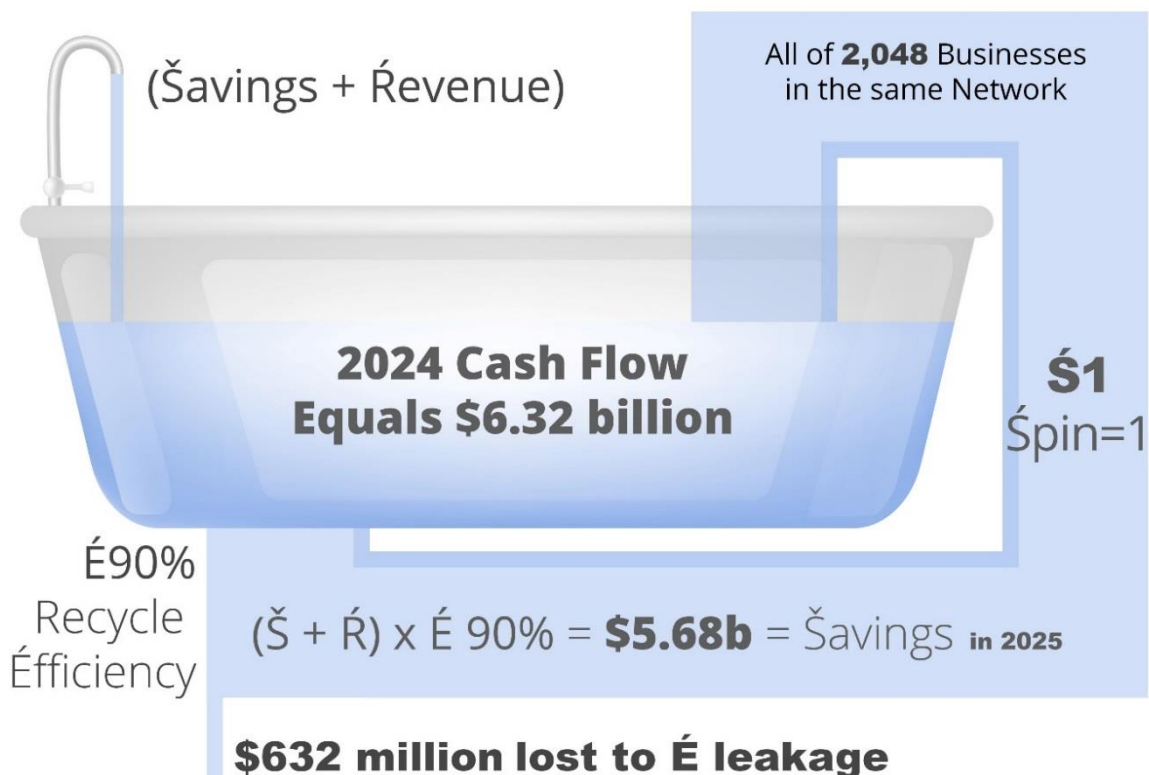 (Šavings + Ŕevenue)
All of 2,048 Businesses
in the same Network
2024 Cash Flow
Equals $6.32 billion
Ś1
Śpin=1
É90%
Recycle
Éfficiency
(Š + Ŕ) x É 90% = $5.68b = Šavings in 2025
$632 million lost to É leakage